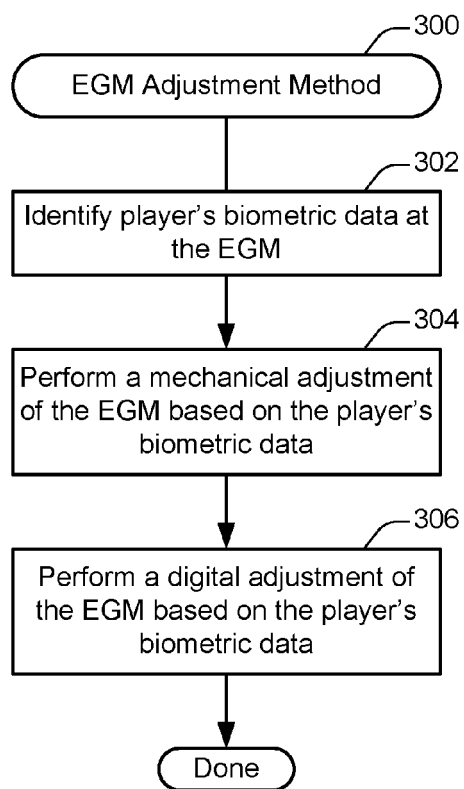 300
EGM Adjustment Method
302
Identify player's biometric data at
the EGM
304
Perform a mechanical adjustment
of the EGM based on the player's
biometric data
306
Perform a digital adjustment of
the EGM based on the player's
biometric data
Done